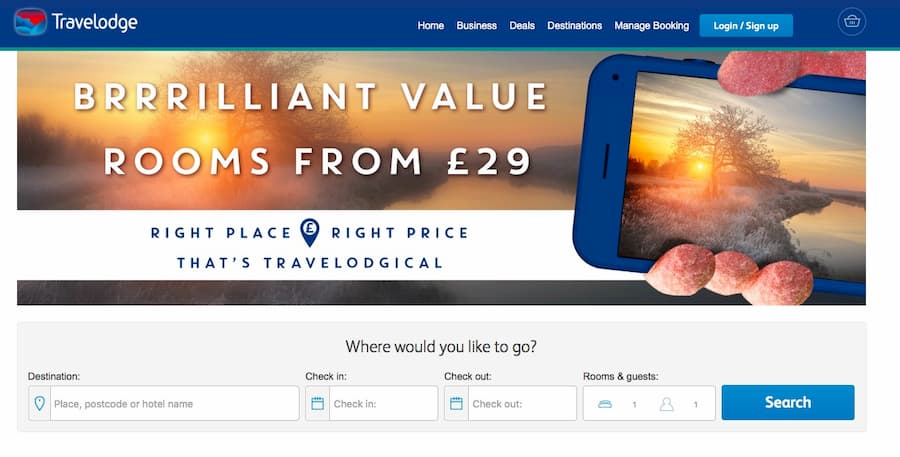 Travelodge
Home Business Deals Destinations Manage Booking Login / Sign up
BRRRILLIANT VALUE
ROOMS FROM £29
RIGHT PLACE £ RIGHT PRICE
THAT'S TRAVELODGICAL
Where would you like to go?
Destination: Check in: Check out: Rooms & guests:
Place, postcode or hotel name Check in: Check out: 1 1 Search